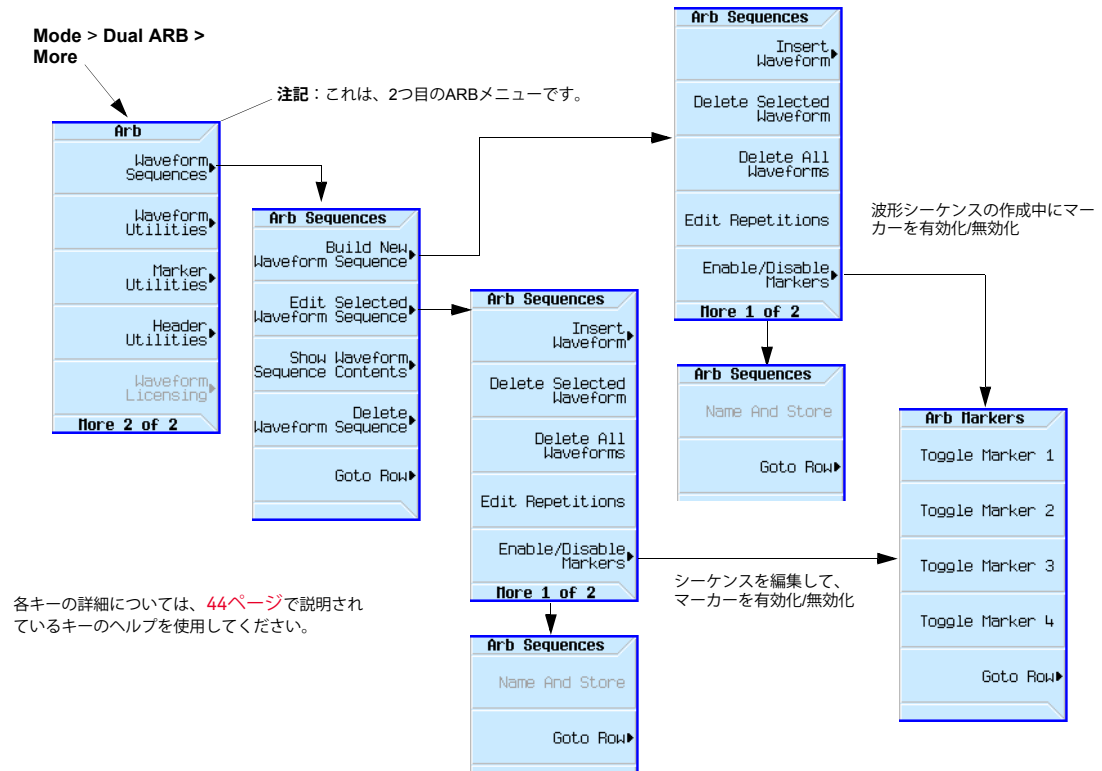 Mode > Dual ARB >
More
注記：これは、2つ目のARBメニューです。
Arb
Waveform
Sequences
Waveform
Utilities
Marker
Utilities
Header
Utilities
Waveform
Licensing
More 2 of 2
Arb Sequences
Build New
Waveform Sequence
Edit Selected
Waveform Sequence
Show Waveform
Sequence Contents
Delete
Waveform Sequence
Goto Row
Arb Sequences
Insert
Waveform
Delete Selected
Waveform
Delete All
Waveforms
Edit Repetitions
Enable/Disable
Markers
More 1 of 2
Arb Sequences
Name And Store
Goto Row
Arb Sequences
Insert
Waveform
Delete Selected
Waveform
Delete All
Waveforms
Edit Repetitions
Enable/Disable
Markers
More 1 of 2
Arb Sequences
Name And Store
Goto Row
波形シーケンスの作成中にマー
カーを有効化/無効化
シーケンスを編集して、
マーカーを有効化/無効化
Arb Markers
Toggle Marker 1
Toggle Marker 2
Toggle Marker 3
Toggle Marker 4
Goto Row
各キーの詳細については、44ページで説明され
ているキーのヘルプを使用してください。